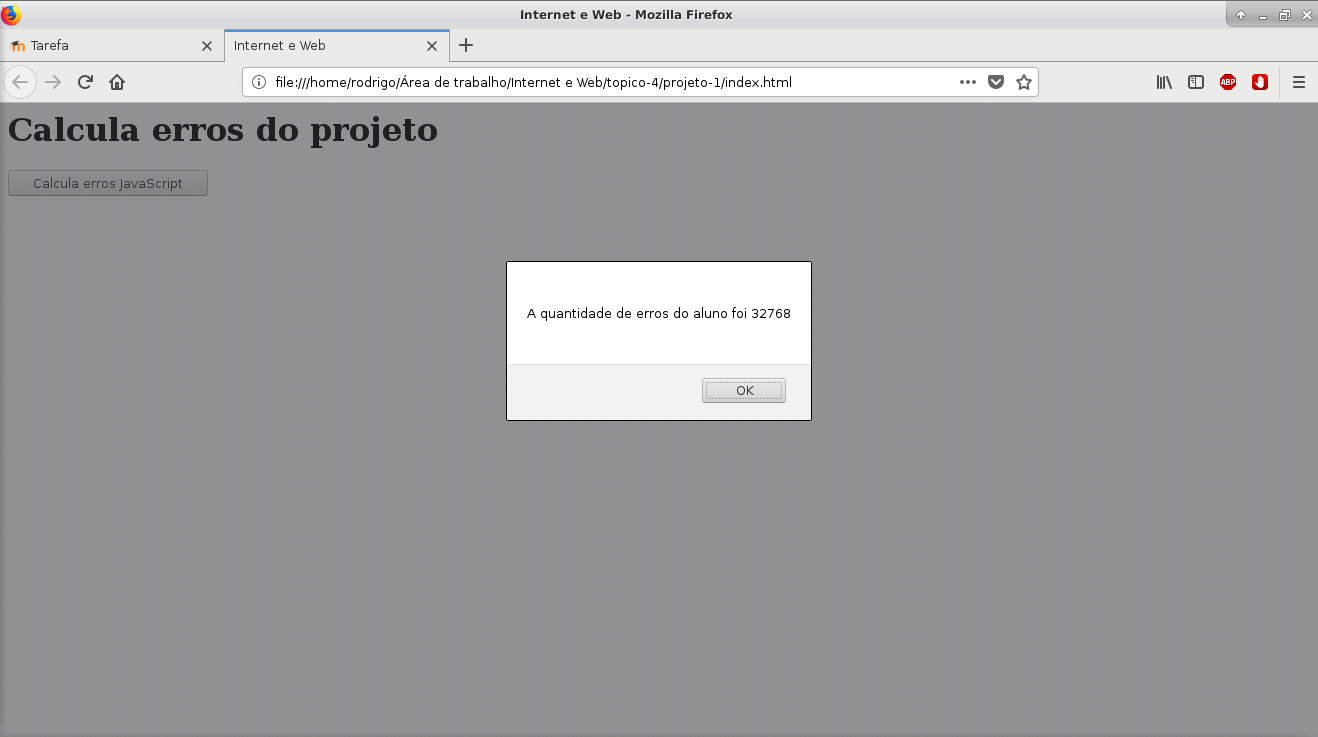 Internet e Web - Mozilla Firefox
Tarefa
Internet e Web
file:///home/rodrigo/Área de trabalho/Internet e Web/topico-4/projeto-1/index.html
ABP
Calcula erros do projeto
Calcula erros JavaScript
A quantidade de erros do aluno foi 32768
OK